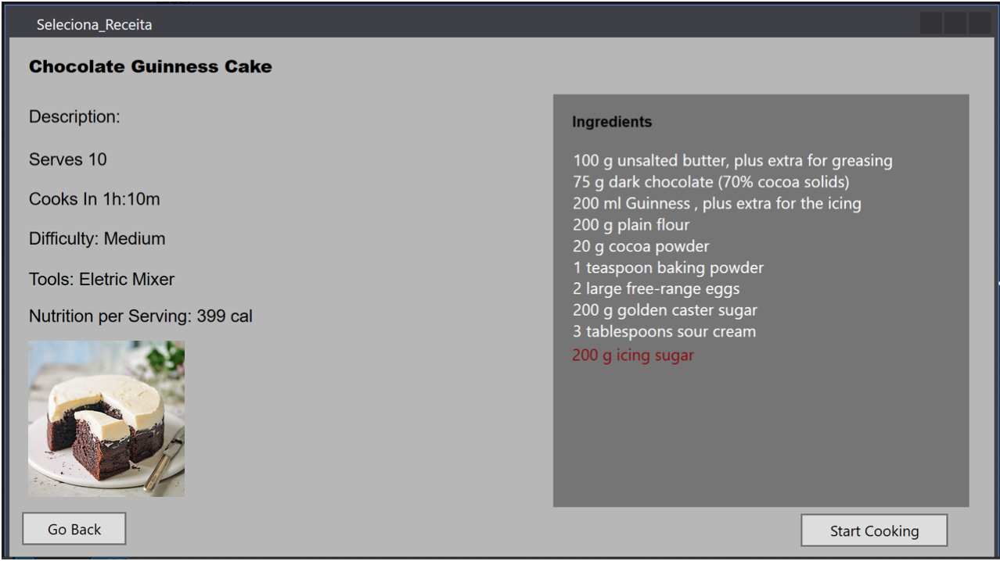 Seleciona_Receita
Chocolate Guinness Cake
Description:
Serves 10
Cooks In 1h:10m
Difficulty: Medium
Tools: Eletric Mixer
Nutrition per Serving: 399 cal
Ingredients
100 g unsalted butter, plus extra for greasing
75 g dark chocolate (70% cocoa solids)
200 ml Guinness , plus extra for the icing
200 g plain flour
20 g cocoa powder
1 teaspoon baking powder
2 large free-range eggs
200 g golden caster sugar
3 tablespoons sour cream
200 g icing sugar
Go Back
Start Cooking